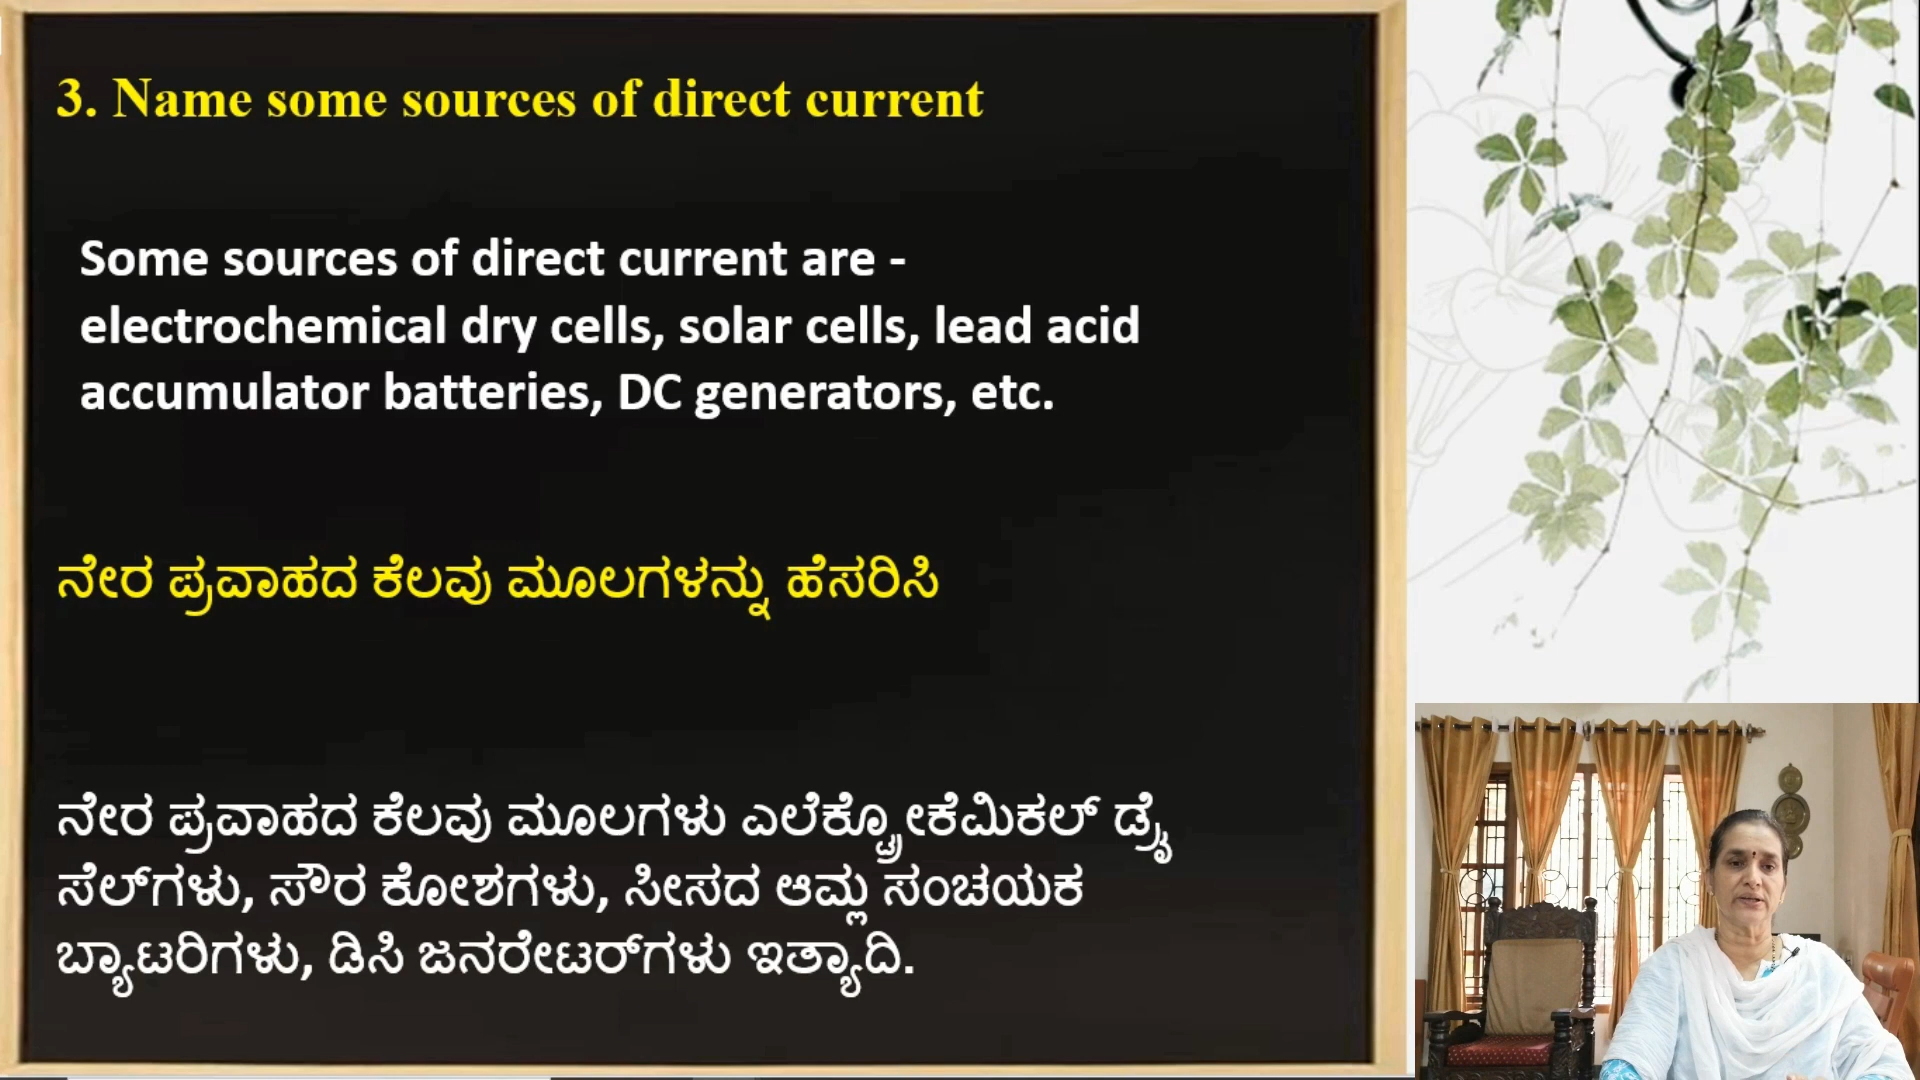 3. Name some sources of direct current
Some sources of direct current are -
electrochemical dry cells, solar cells, lead acid
accumulator batteries, DC generators, etc.
ನೇರ ಪ್ರವಾಹದ ಕೆಲವು ಮೂಲಗಳನ್ನು ಹೆಸರಿಸಿ
ನೇರ ಪ್ರವಾಹದ ಕೆಲವು ಮೂಲಗಳು ಎಲೆಕ್ಟ್ರೋಕೆಮಿಕಲ್ ಡ್ರೈ
ಸೆಲ್‌ಗಳು, ಸೌರ ಕೋಶಗಳು, ಸೀಸದ ಆಮ್ಲ ಸಂಚಯಕ
ಬ್ಯಾಟರಿಗಳು, ಡಿಸಿ ಜನರೇಟರ್‌ಗಳು ಇತ್ಯಾದಿ.